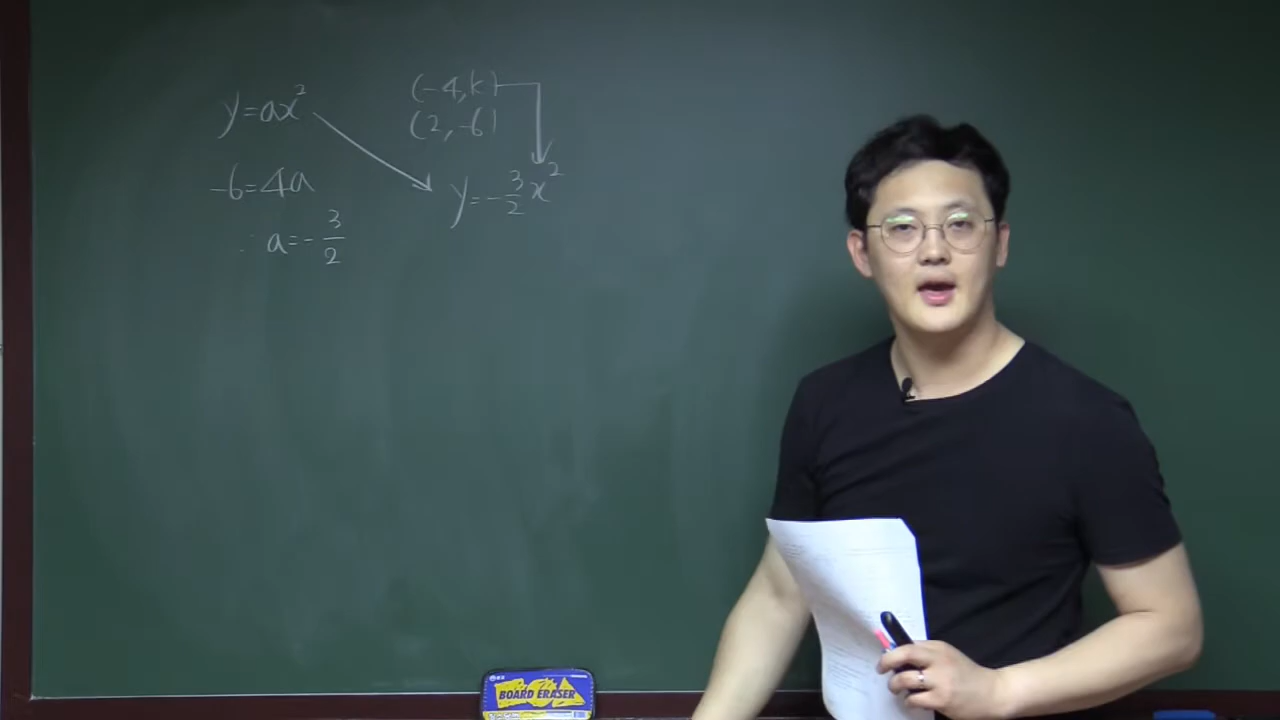 y=ax²
-6=4a
∴ a=-3/2
(-4,k)
(2,-6)
y=-3/2x²
BOARD ERASER